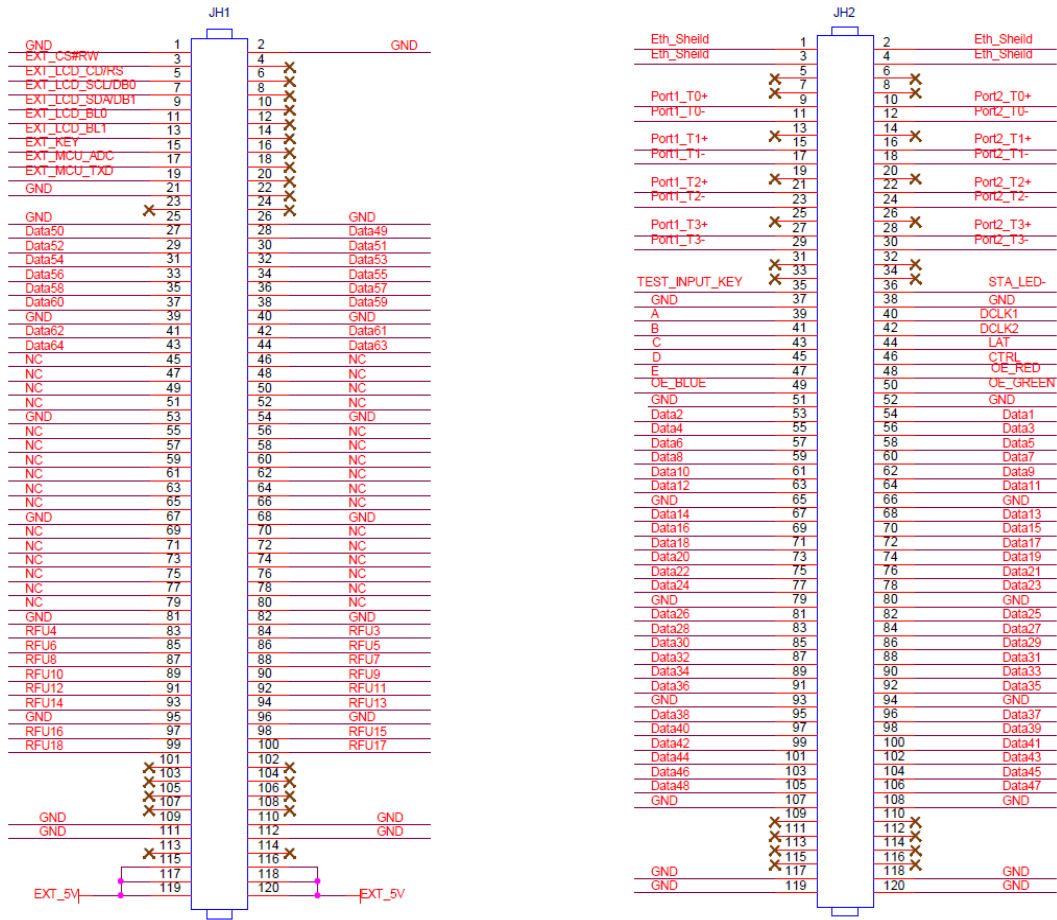 JH1
GND 1 2 GND
EXT_CS#RW 3 4
EXT_LCD_CD/RS 5 6
EXT_LCD_SCL/DB0 7 8
EXT_LCD_SDA/DB1 9 10
EXT_LCD_BL0 11 12
EXT_LCD_BL1 13 14
EXT_KEY 15 16
EXT_MCU_ADC 17 18
EXT_MCU_TXD 19 20
GND 21 22
23 24
GND 25 26 GND
Data50 27 28 Data49
Data52 29 30 Data51
Data54 31 32 Data53
Data56 33 34 Data55
Data58 35 36 Data57
Data60 37 38 Data59
GND 39 40 GND
Data62 41 42 Data61
Data64 43 44 Data63
NC 45 46 NC
NC 47 48 NC
NC 49 50 NC
NC 51 52 NC
GND 53 54 GND
NC 55 56 NC
NC 57 58 NC
NC 59 60 NC
NC 61 62 NC
NC 63 64 NC
NC 65 66 NC
GND 67 68 GND
NC 69 70 NC
NC 71 72 NC
NC 73 74 NC
NC 75 76 NC
NC 77 78 NC
NC 79 80 NC
GND 81 82 GND
RFU4 83 84 RFU3
RFU6 85 86 RFU5
RFU8 87 88 RFU7
RFU10 89 90 RFU9
RFU12 91 92 RFU11
RFU14 93 94 RFU13
GND 95 96 GND
RFU16 97 98 RFU15
RFU18 99 100 RFU17
101 102
103 104
105 106
107 108
GND 109 110 GND
GND 111 112 GND
113 114
115 116
117 118
EXT_5V 119 120 EXT_5V
JH2
Eth_Sheild 1 2 Eth_Sheild
Eth_Sheild 3 4 Eth_Sheild
5 6
7 8
Port1_T0+ 9 10 Port2_T0+
Port1_T0- 11 12 Port2_T0-
13 14
Port1_T1+ 15 16 Port2_T1+
Port1_T1- 17 18 Port2_T1-
19 20
Port1_T2+ 21 22 Port2_T2+
Port1_T2- 23 24 Port2_T2-
25 26
Port1_T3+ 27 28 Port2_T3+
Port1_T3- 29 30 Port2_T3-
31 32
33 34
TEST_INPUT_KEY 35 36 STA_LED-
GND 37 38 GND
A 39 40 DCLK1
B 41 42 DCLK2
C 43 44 LAT
D 45 46 CTRL
E 47 48 OE_RED
OE_BLUE 49 50 OE_GREEN
GND 51 52 GND
Data2 53 54 Data1
Data4 55 56 Data3
Data6 57 58 Data5
Data8 59 60 Data7
Data10 61 62 Data9
Data12 63 64 Data11
GND 65 66 GND
Data14 67 68 Data13
Data16 69 70 Data15
Data18 71 72 Data17
Data20 73 74 Data19
Data22 75 76 Data21
Data24 77 78 Data23
GND 79 80 GND
Data26 81 82 Data25
Data28 83 84 Data27
Data30 85 86 Data29
Data32 87 88 Data31
Data34 89 90 Data33
Data36 91 92 Data35
GND 93 94 GND
Data38 95 96 Data37
Data40 97 98 Data39
Data42 99 100 Data41
Data44 101 102 Data43
Data46 103 104 Data45
Data48 105 106 Data47
GND 107 108 GND
109 110
111 112
113 114
115 116
GND 117 118 GND
GND 119 120 GND